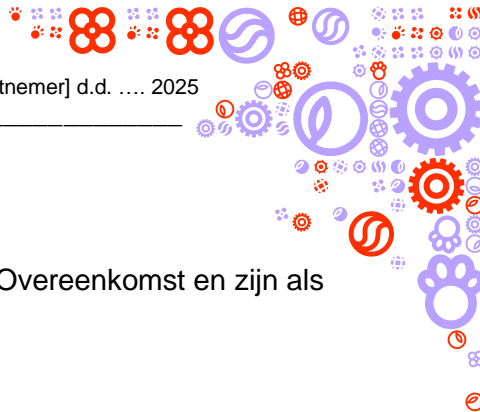 tnemer] d.d. …. 2025
Overeenkomst en zijn als